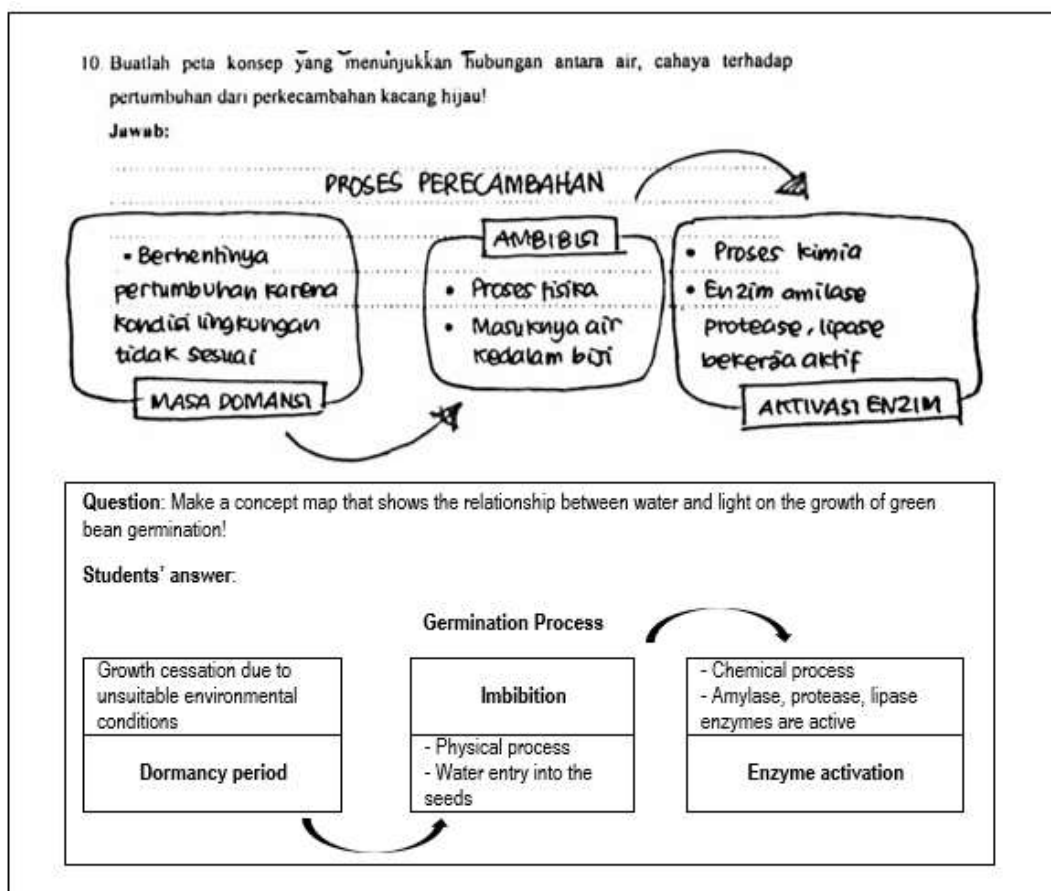 10. Buatlah peta konsep yang menunjukkan hubungan antara air, cahaya terhadap
pertumbuhan dari perkecambahan kacang hijau!
Jawab:
PROSES PERECAMBAHAN
• Berhentinya
pertumbuhan karena
kondisi lingkungan
tidak sesuai
MASA DOMANSI
AMBIBISI
• Proses fisika
• Masuknya air
kedalam biji
• Proses kimia
• Enzim amilase
protease, lipase
bekerja aktif
AKTIVASI ENZIM
Question: Make a concept map that shows the relationship between water and light on the growth of green
bean germination!
Students' answer:
Germination Process
Growth cessation due to
unsuitable environmental
conditions
Dormancy period
Imbibition
- Physical process
- Water entry into the
seeds
- Chemical process
- Amylase, protease, lipase
enzymes are active
Enzyme activation